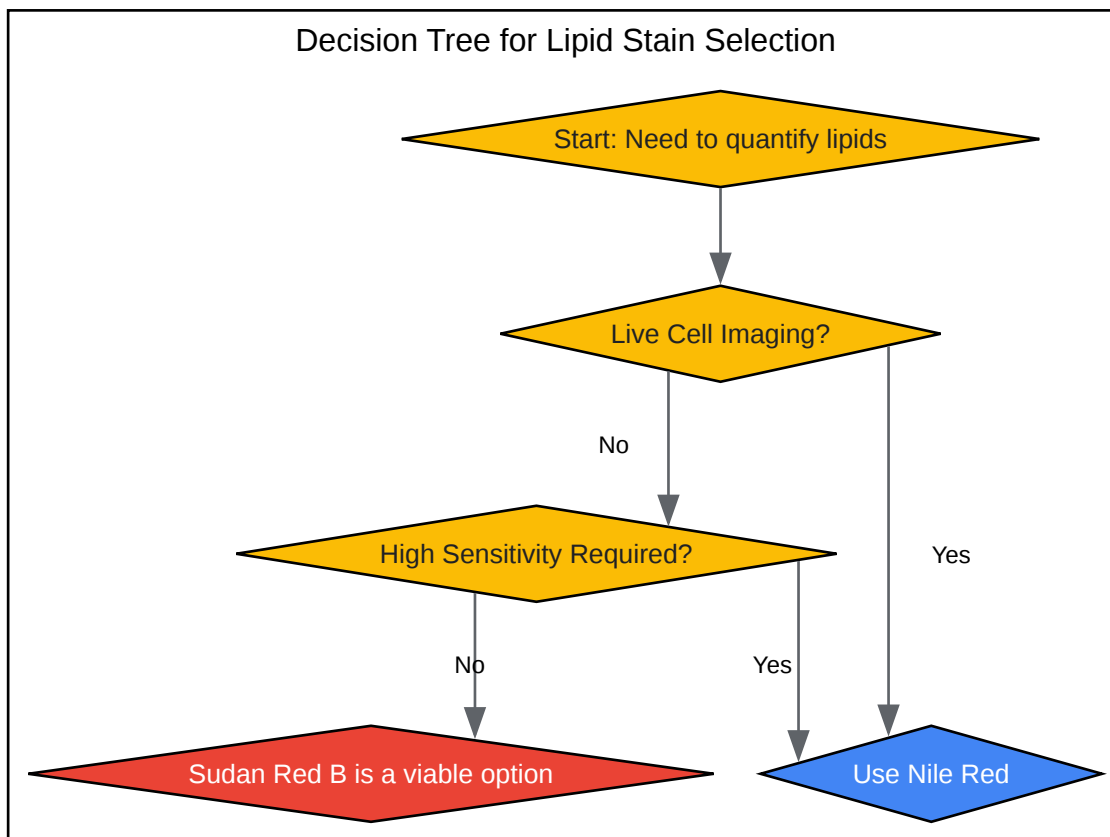 Decision Tree for Lipid Stain Selection
Start: Need to quantify lipids
Live Cell Imaging?
No
High Sensitivity Required?
Yes
No
Yes
Sudan Red B is a viable option
Use Nile Red